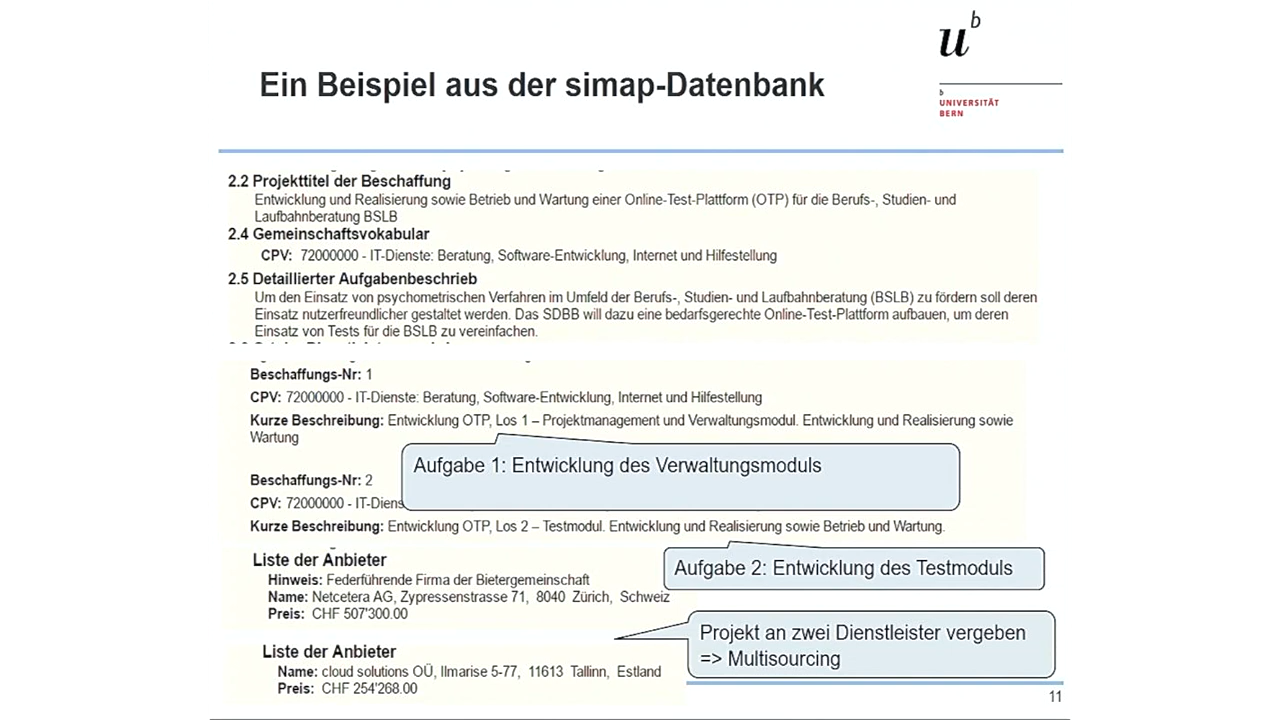 u^b
Ein Beispiel aus der simap-Datenbank
b
UNIVERSITÄT
BERN
2.2 Projekttitel der Beschaffung
Entwicklung und Realisierung sowie Betrieb und Wartung einer Online-Test-Plattform (OTP) für die Berufs-, Studien- und
Laufbahnberatung BSLB
2.4 Gemeinschaftsvokabular
CPV: 72000000 - IT-Dienste: Beratung, Software-Entwicklung, Internet und Hilfestellung
2.5 Detaillierter Aufgabenbeschrieb
Um den Einsatz von psychometrischen Verfahren im Umfeld der Berufs-, Studien- und Laufbahnberatung (BSLB) zu fördern soll deren
Einsatz nutzerfreundlicher gestaltet werden. Das SDBB will dazu eine bedarfsgerechte Online-Test-Plattform aufbauen, um deren
Einsatz von Tests für die BSLB zu vereinfachen.
Beschaffungs-Nr: 1
CPV: 72000000 - IT-Dienste: Beratung, Software-Entwicklung, Internet und Hilfestellung
Kurze Beschreibung: Entwicklung OTP, Los 1 – Projektmanagement und Verwaltungsmodul. Entwicklung und Realisierung sowie
Wartung
Aufgabe 1: Entwicklung des Verwaltungsmoduls
Beschaffungs-Nr: 2
CPV: 72000000 - IT-Diens
Kurze Beschreibung: Entwicklung OTP, Los 2 – Testmodul. Entwicklung und Realisierung sowie Betrieb und Wartung.
Aufgabe 2: Entwicklung des Testmoduls
Liste der Anbieter
Hinweis: Federführende Firma der Bietergemeinschaft
Name: Netcetera AG, Zypressenstrasse 71, 8040 Zürich, Schweiz
Preis: CHF 507'300.00
Projekt an zwei Dienstleister vergeben
=> Multisourcing
Liste der Anbieter
Name: cloud solutions OÜ, Ilmarise 5-77, 11613 Tallinn, Estland
Preis: CHF 254'268.00
11